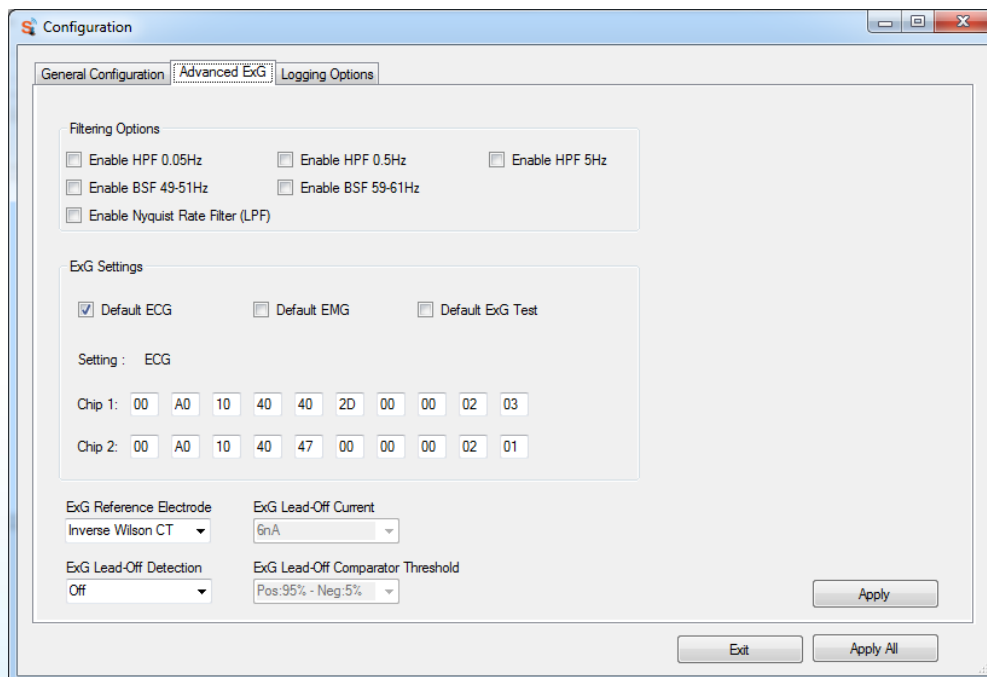 Configuration
General Configuration Advanced ExG Logging Options
Filtering Options
Enable HPF 0.05Hz Enable HPF 0.5Hz Enable HPF 5Hz
Enable BSF 49-51Hz Enable BSF 59-61Hz
Enable Nyquist Rate Filter (LPF)
ExG Settings
Default ECG Default EMG Default ExG Test
Setting : ECG
Chip 1: 00 A0 10 40 40 2D 00 00 02 03
Chip 2: 00 A0 10 40 47 00 00 00 02 01
ExG Reference Electrode ExG Lead-Off Current
Inverse Wilson CT 6nA
ExG Lead-Off Detection ExG Lead-Off Comparator Threshold
Off Pos:95% - Neg:5%
Apply
Exit Apply All